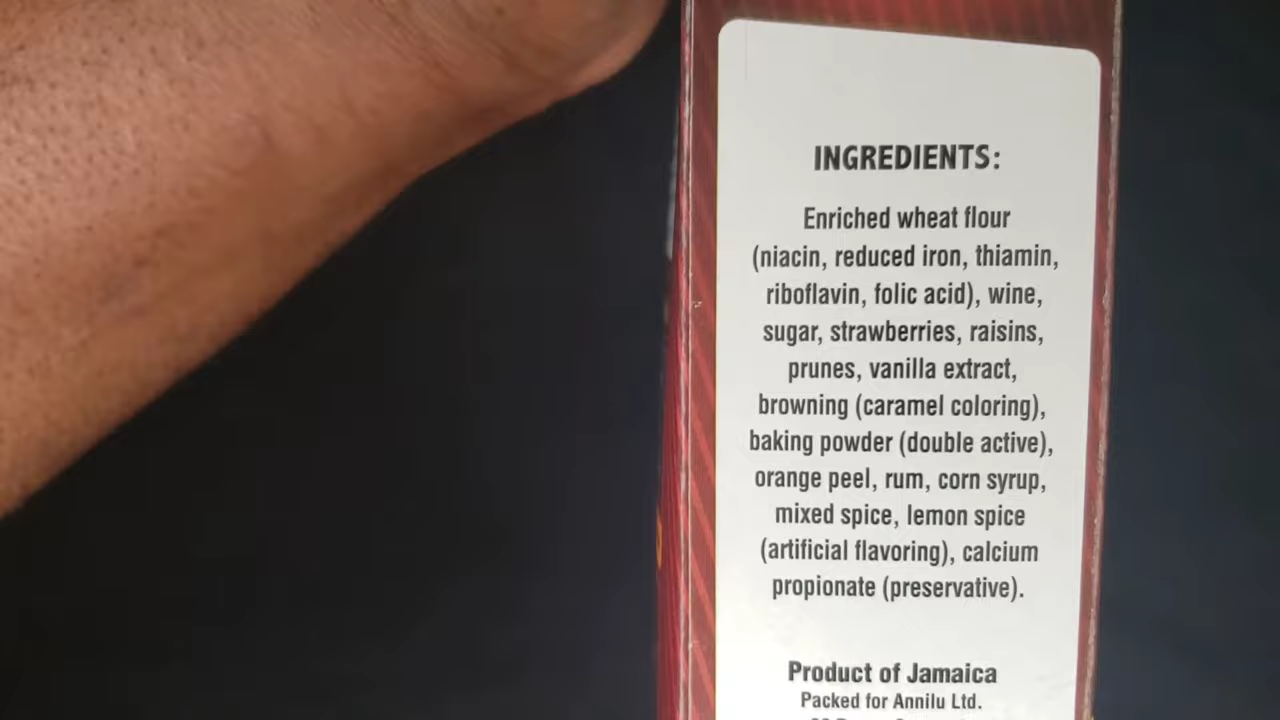 INGREDIENTS:
Enriched wheat flour
(niacin, reduced iron, thiamin,
riboflavin, folic acid), wine,
sugar, strawberries, raisins,
prunes, vanilla extract,
browning (caramel coloring),
baking powder (double active),
orange peel, rum, corn syrup,
mixed spice, lemon spice
(artificial flavoring), calcium
propionate (preservative).
Product of Jamaica
Packed for Annilu Ltd.